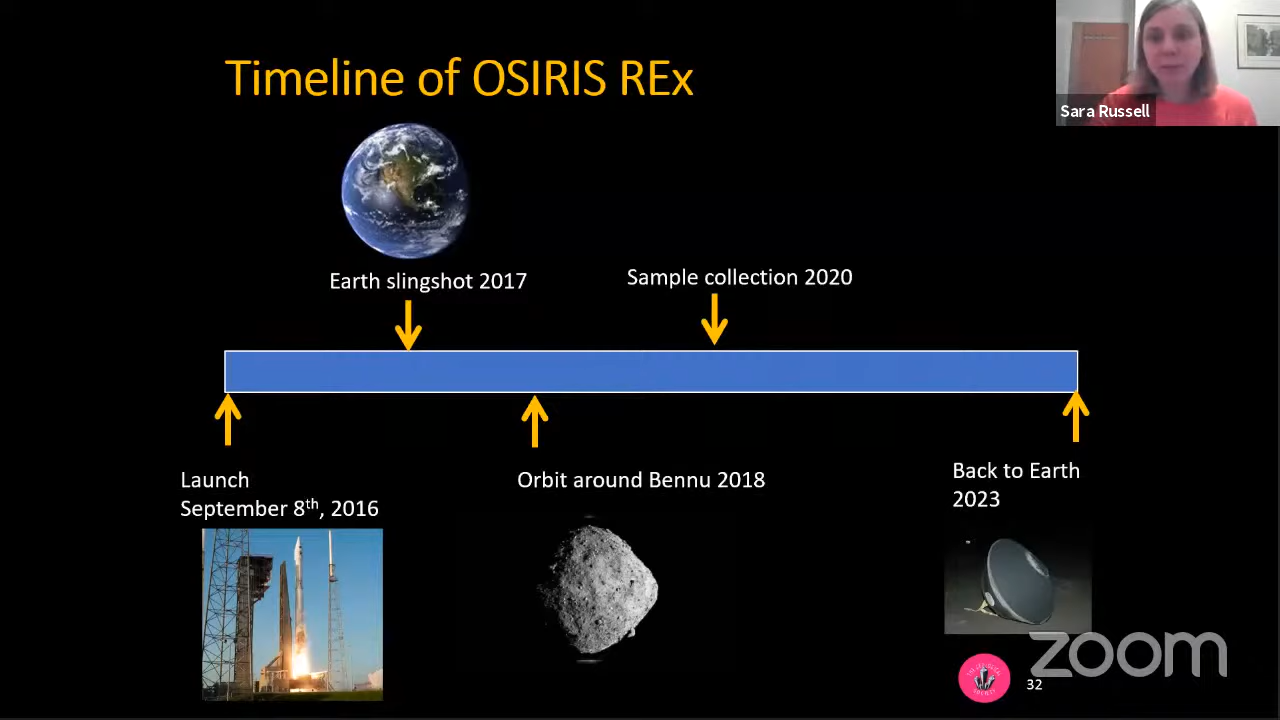 Timeline of OSIRIS REx
Sara Russell
Earth slingshot 2017
Sample collection 2020
Launch
September 8th, 2016
Orbit around Bennu 2018
Back to Earth
2023
32
zoom